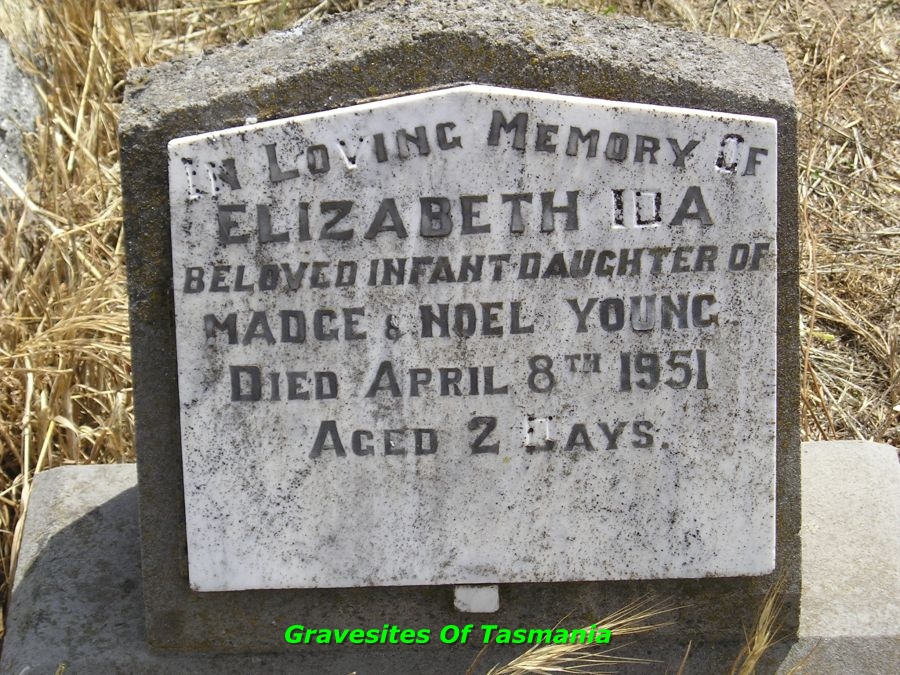 In Loving Memory Of
ELIZABETH IDA
BELOVED INFANT DAUGHTER OF
MADGE & NOEL YOUNG
Died April 8TH 1951
Aged 2 Days.
Gravesites Of Tasmania